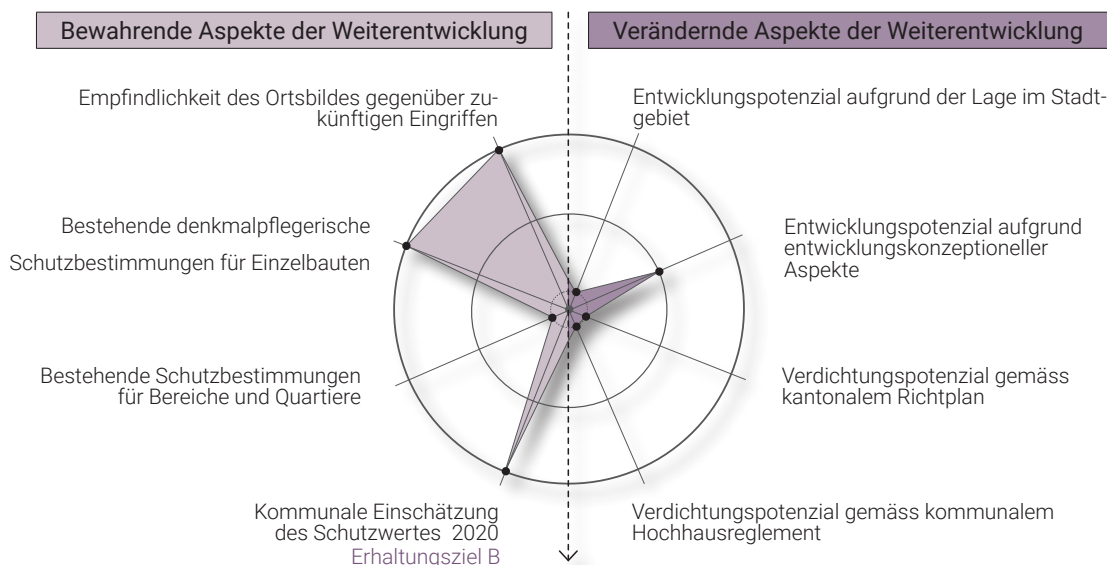 Bewahrende Aspekte der Weiterentwicklung
Verändernde Aspekte der Weiterentwicklung
Empfindlichkeit des Ortsbildes gegenüber zu-
künftigen Eingriffen
Entwicklungspotenzial aufgrund der Lage im Stadt-
gebiet
Bestehende denkmalpflegerische
Schutzbestimmungen für Einzelbauten
Entwicklungspotenzial aufgrund
entwicklungskonzeptioneller
Aspekte
Bestehende Schutzbestimmungen
für Bereiche und Quartiere
Verdichtungspotenzial gemäss
kantonalem Richtplan
Kommunale Einschätzung
des Schutzwertes 2020
Erhaltungsziel B
Verdichtungspotenzial gemäss kommunalem
Hochhausreglement